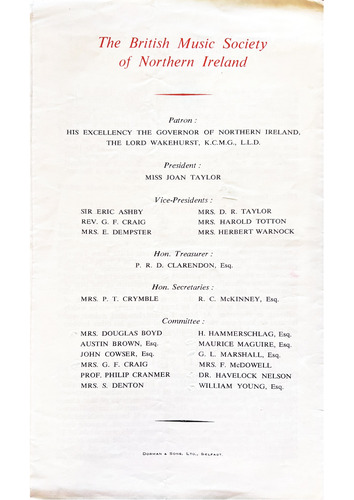 The British Music Society
of Northern Ireland
Patron :
HIS EXCELLENCY THE GOVERNOR OF NORTHERN IRELAND,
THE LORD WAKEHURST, K.C.M.G., L.L.D.
President :
MISS JOAN TAYLOR
Vice-Presidents :
SIR ERIC ASHBY
REV. G. F. CRAIG
MRS. E. DEMPSTER
MRS. D. R. TAYLOR
MRS. HAROLD TOTTON
MRS. HERBERT WARNOCK
Hon. Treasurer :
P. R. D. CLARENDON, Esq.
Hon. Secretaries :
MRS. P. T. CRYMBLE
R. C. McKINNEY, Esq.
Committee :
MRS. DOUGLAS BOYD
AUSTIN BROWN, Esq.
JOHN COWSER, Esq.
MRS. G. F. CRAIG
PROF. PHILIP CRANMER
MRS. S. DENTON
H. HAMMERSCHLAG, Esq.
MAURICE MAGUIRE, Esq.
G. L. MARSHALL, Esq.
MRS. F. McDOWELL
DR. HAVELOCK NELSON
WILLIAM YOUNG, Esq.
DORMAN & SONS, LTD., BELFAST.